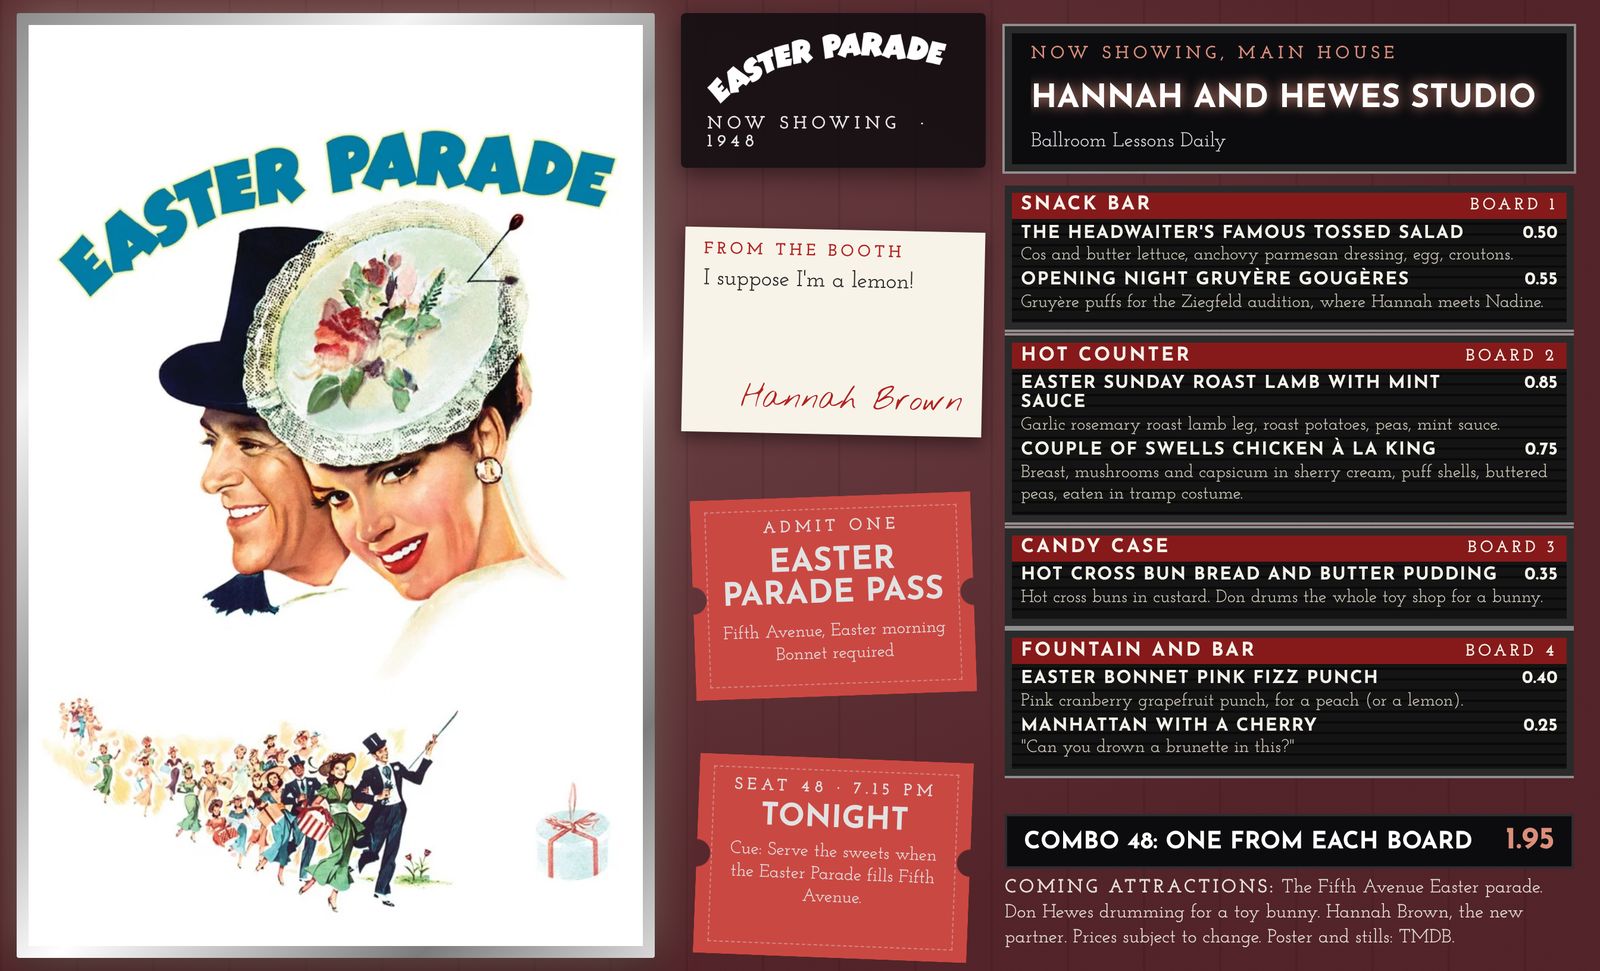 EASTER PARADE
EASTER PARADE
NOW SHOWING ·
1948
FROM THE BOOTH
I suppose I'm a lemon!
Hannah Brown
ADMIT ONE
EASTER
PARADE PASS
Fifth Avenue, Easter morning
Bonnet required
SEAT 48 · 7.15 PM
TONIGHT
Cue: Serve the sweets when
the Easter Parade fills Fifth
Avenue.
NOW SHOWING, MAIN HOUSE
HANNAH AND HEWES STUDIO
Ballroom Lessons Daily
SNACK BAR BOARD 1
THE HEADWAITER'S FAMOUS TOSSED SALAD 0.50
Cos and butter lettuce, anchovy parmesan dressing, egg, croutons.
OPENING NIGHT GRUYÈRE GOUGÈRES 0.55
Gruyère puffs for the Ziegfeld audition, where Hannah meets Nadine.
HOT COUNTER BOARD 2
EASTER SUNDAY ROAST LAMB WITH MINT 0.85
SAUCE
Garlic rosemary roast lamb leg, roast potatoes, peas, mint sauce.
COUPLE OF SWELLS CHICKEN À LA KING 0.75
Breast, mushrooms and capsicum in sherry cream, puff shells, buttered
peas, eaten in tramp costume.
CANDY CASE BOARD 3
HOT CROSS BUN BREAD AND BUTTER PUDDING 0.35
Hot cross buns in custard. Don drums the whole toy shop for a bunny.
FOUNTAIN AND BAR BOARD 4
EASTER BONNET PINK FIZZ PUNCH 0.40
Pink cranberry grapefruit punch, for a peach (or a lemon).
MANHATTAN WITH A CHERRY 0.25
"Can you drown a brunette in this?"
COMBO 48: ONE FROM EACH BOARD 1.95
COMING ATTRACTIONS: The Fifth Avenue Easter parade.
Don Hewes drumming for a toy bunny. Hannah Brown, the new
partner. Prices subject to change. Poster and stills: TMDB.